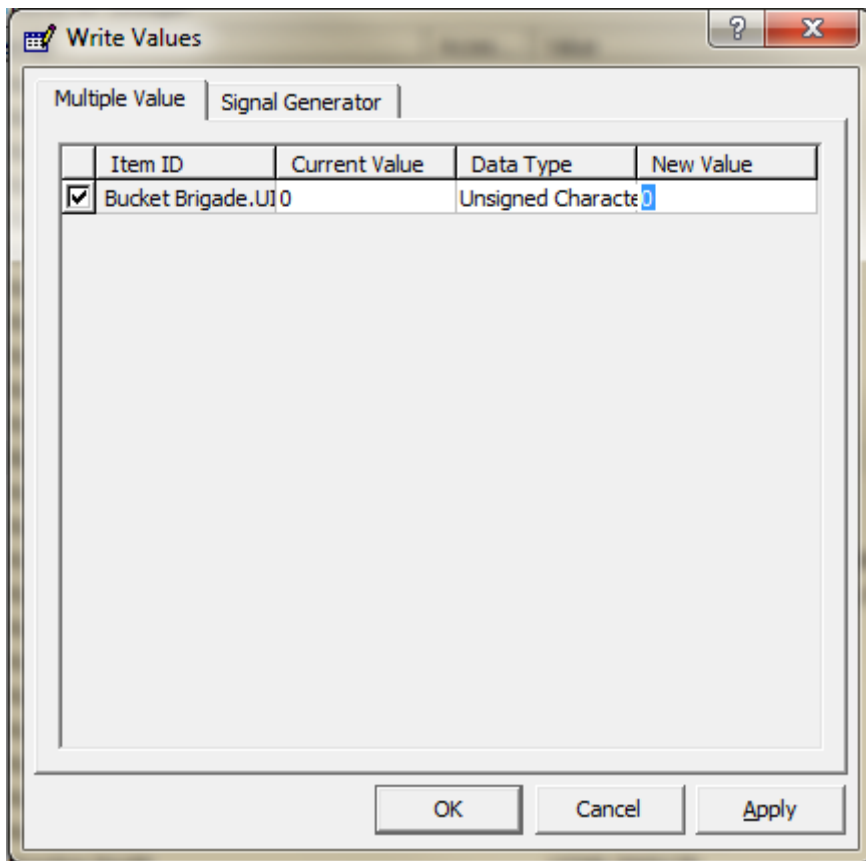 Write Values
Multiple Value Signal Generator
Item ID Current Value Data Type New Value
Bucket Brigade.UI 0 Unsigned Characte 0
OK Cancel Apply